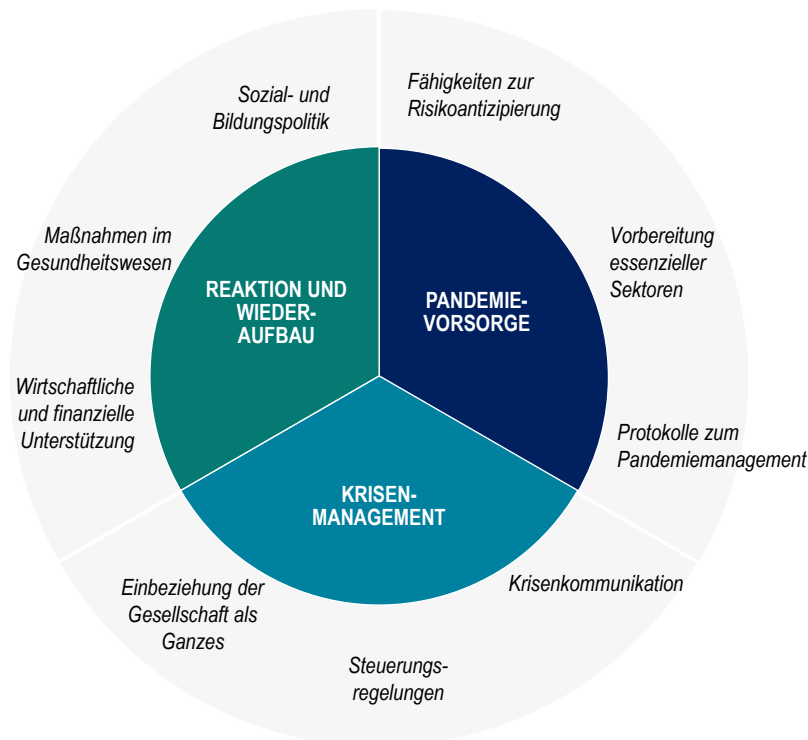 Sozial- und
Bildungspolitik
Fähigkeiten zur
Risikoantizipierung
Maßnahmen im
Gesundheitswesen
Vorbereitung
essenzieller
Sektoren
REAKTION UND
WIEDER-
AUFBAU
PANDEMIE-
VORSORGE
Wirtschaftliche
und finanzielle
Unterstützung
Protokolle zum
Pandemiemanagement
KRISEN-
MANAGEMENT
Einbeziehung der
Gesellschaft als
Ganzes
Krisenkommunikation
Steuerungs-
regelungen